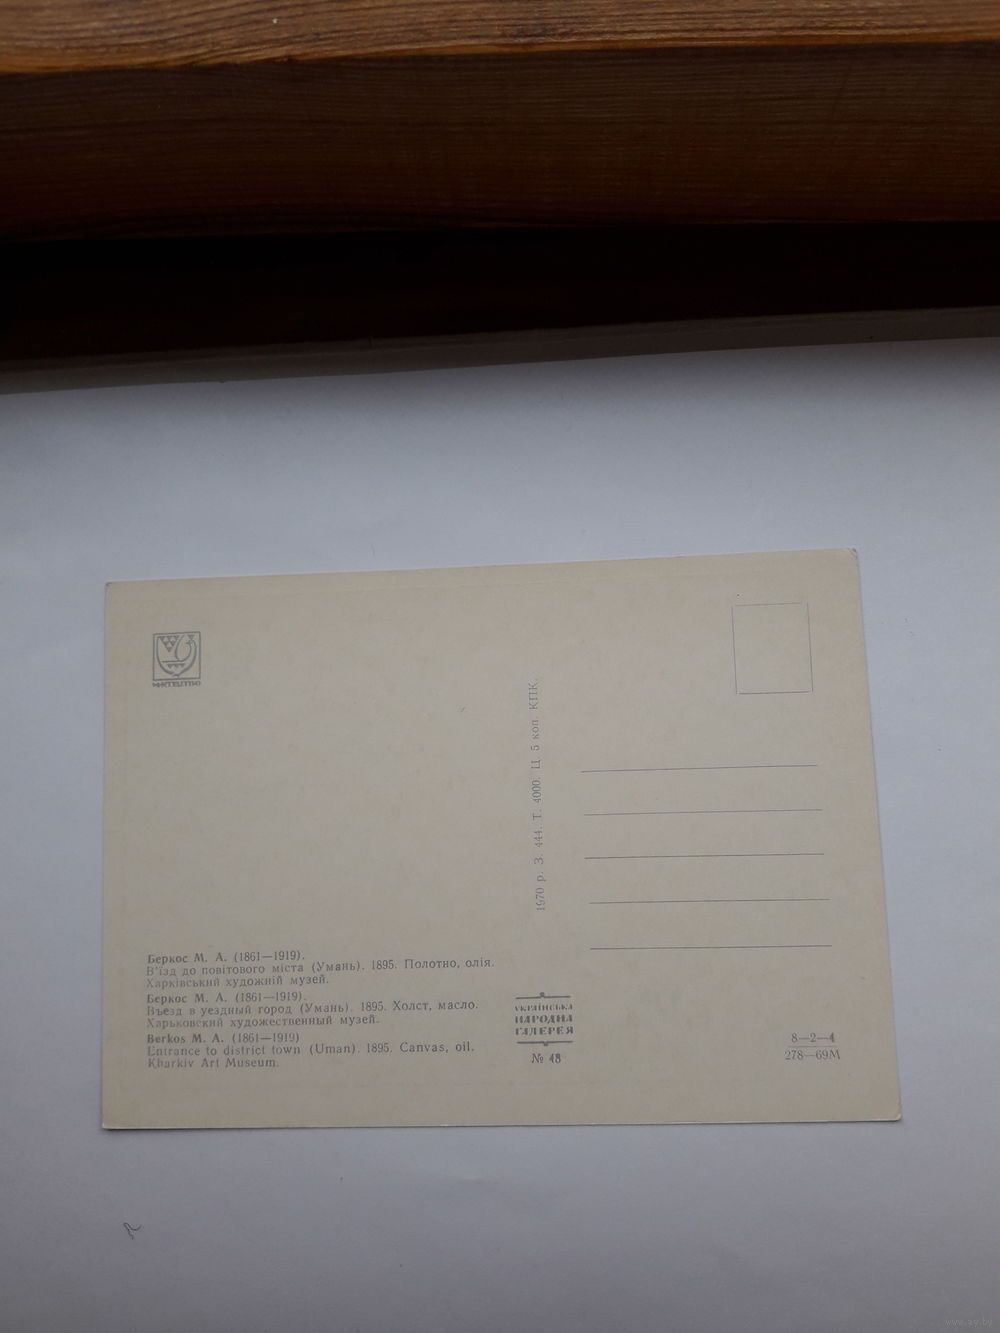 МИСТЕЦТВО
1970 р. З. 444. Т. 4000. Ц. 5 коп. КПК.
Беркос М. А. (1861—1919).
В'їзд до повітового міста (Умань). 1895. Полотно, олія.
Харківський художній музей.
Беркос М. А. (1861—1919).
Въезд в уездный город (Умань). 1895. Холст, масло.
Харьковский художественный музей.
Berkos M. A. (1861—1919)
Entrance to district town (Uman). 1895. Canvas, oil.
Kharkiv Art Museum.
УКРАЇНСЬКА
НАРОДНА
ГАЛЕРЕЯ
№ 48
8—2—4
278—69М
www.ay.by